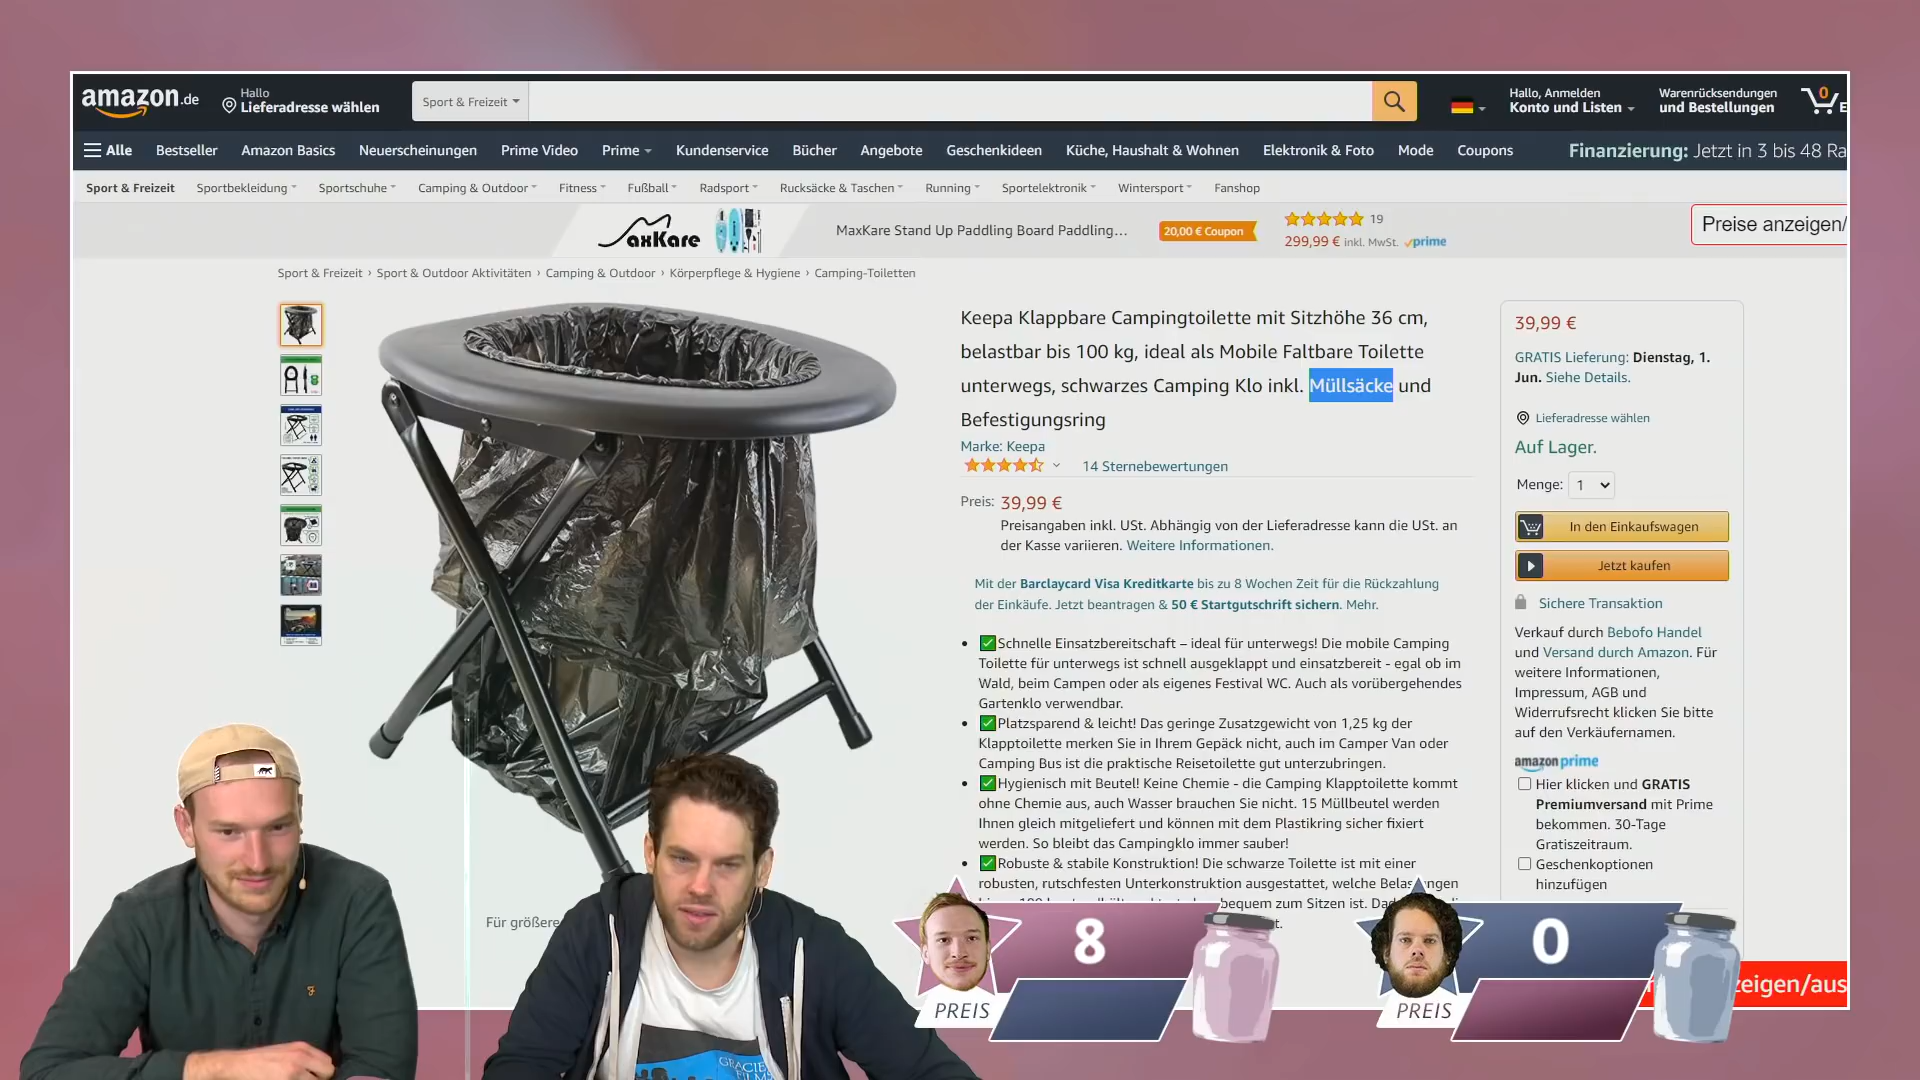 amazon.de
Hallo
Lieferadresse wählen
Sport & Freizeit
Hallo, Anmelden
Konto und Listen
Warenrücksendungen
und Bestellungen
0
E
Alle
Bestseller
Amazon Basics
Neuerscheinungen
Prime Video
Prime
Kundenservice
Bücher
Angebote
Geschenkideen
Küche, Haushalt & Wohnen
Elektronik & Foto
Mode
Coupons
Finanzierung: Jetzt in 3 bis 48 Ra
Sport & Freizeit
Sportbekleidung
Sportschuhe
Camping & Outdoor
Fitness
Fußball
Radsport
Rucksäcke & Taschen
Running
Sportelektronik
Wintersport
Fanshop
MaxKare
MaxKare Stand Up Paddling Board Paddling...
20,00 € Coupon
19
299,99 € inkl. MwSt. prime
Preise anzeigen/
Sport & Freizeit › Sport & Outdoor Aktivitäten › Camping & Outdoor › Körperpflege & Hygiene › Camping-Toiletten
Keepa Klappbare Campingtoilette mit Sitzhöhe 36 cm,
belastbar bis 100 kg, ideal als Mobile Faltbare Toilette
unterwegs, schwarzes Camping Klo inkl. Müllsäcke und
Befestigungsring
Marke: Keepa
14 Sternebewertungen
Preis: 39,99 €
Preisangaben inkl. USt. Abhängig von der Lieferadresse kann die USt. an
der Kasse variieren. Weitere Informationen.
Mit der Barclaycard Visa Kreditkarte bis zu 8 Wochen Zeit für die Rückzahlung
der Einkäufe. Jetzt beantragen & 50 € Startgutschrift sichern. Mehr.
• ✅Schnelle Einsatzbereitschaft – ideal für unterwegs! Die mobile Camping
Toilette für unterwegs ist schnell ausgeklappt und einsatzbereit - egal ob im
Wald, beim Campen oder als eigenes Festival WC. Auch als vorübergehendes
Gartenklo verwendbar.
• ✅Platzsparend & leicht! Das geringe Zusatzgewicht von 1,25 kg der
Klapptoilette merken Sie in Ihrem Gepäck nicht, auch im Camper Van oder
Camping Bus ist die praktische Reisetoilette gut unterzubringen.
• ✅Hygienisch mit Beutel! Keine Chemie - die Camping Klapptoilette kommt
ohne Chemie aus, auch Wasser brauchen Sie nicht. 15 Müllbeutel werden
Ihnen gleich mitgeliefert und können mit dem Plastikring sicher fixiert
werden. So bleibt das Campingklo immer sauber!
• ✅Robuste & stabile Konstruktion! Die schwarze Toilette ist mit einer
robusten, rutschfesten Unterkonstruktion ausgestattet, welche
bequem zum Sitzen ist.
39,99 €
GRATIS Lieferung: Dienstag, 1.
Jun. Siehe Details.
Lieferadresse wählen
Auf Lager.
Menge: 1
In den Einkaufswagen
Jetzt kaufen
Sichere Transaktion
Verkauf durch Bebofo Handel
und Versand durch Amazon. Für
weitere Informationen,
Impressum, AGB und
Widerrufsrecht klicken Sie bitte
auf den Verkäufernamen.
amazon prime
Hier klicken und GRATIS
Premiumversand mit Prime
bekommen. 30-Tage
Gratiszeitraum.
Geschenkoptionen
hinzufügen
Für größere
zeigen/aus
8
PREIS
0
PREIS
GRACIE
FILMS